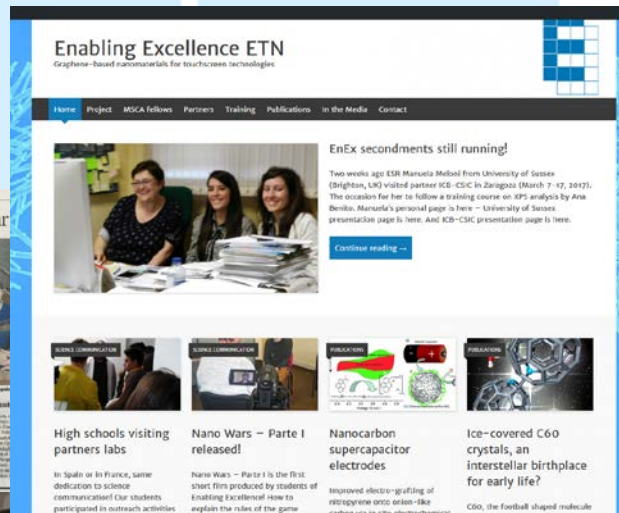 Enabling Excellence ETN
Graphene-based nanomaterials for touchscreen technologies
Home Project MSCA fellows Partners Training Publications In the Media Contact
EnEx secondments still running!
Two weeks ago ESR Manuela Meloni from University of Sussex
(Brighton, UK) visited partner ICB-CSIC in Zaragoza (March 7-17, 2017).
The occasion for her to follow a training course on XPS analysis by Ana
Benito. Manuela's personal page is here – University of Sussex
presentation page is here. And ICB-CSIC presentation page is here.
Continue reading →
SCIENCE COMMUNICATION
High schools visiting
partners labs
In Spain or in France, same
dedication to science
communication! Our students
participated in outreach activities
SCIENCE COMMUNICATION
Nano Wars – Parte I
released!
Nano Wars – Parte I is the first
short film produced by students of
Enabling Excellence! How to
explain the rules of the game
PUBLICATIONS
Nanocarbon
supercapacitor
electrodes
Improved electro-grafting of
nitropyrene onto onion-like
PUBLICATIONS
Ice-covered C60
crystals, an
interstellar birthplace
for early life?
C60, the football shaped molecule